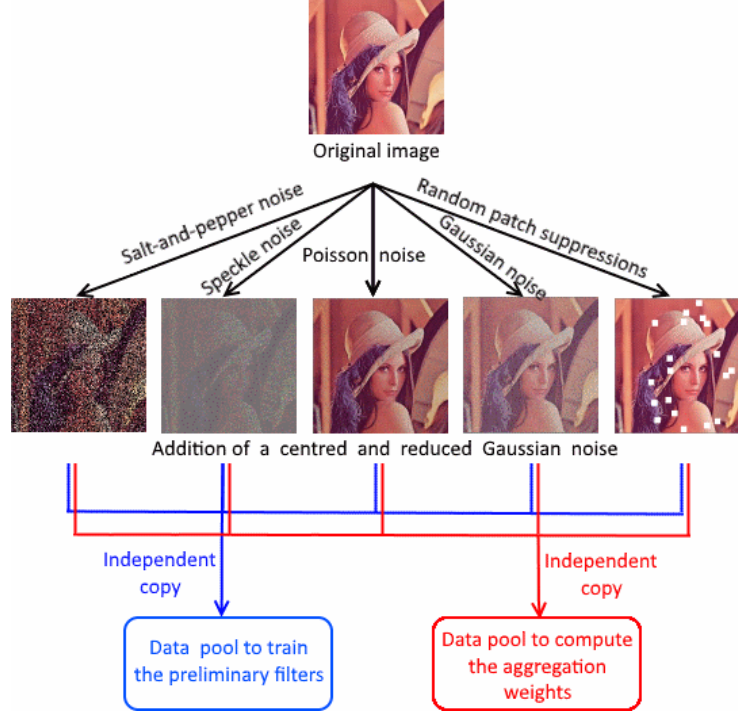 Original image
Salt-and-pepper noise
Speckle noise
Poisson noise
Gaussian noise
Random patch suppressions
Addition of a centred and reduced Gaussian noise
Independent
copy
Independent
copy
Data pool to train
the preliminary filters
Data pool to compute
the aggregation
weights